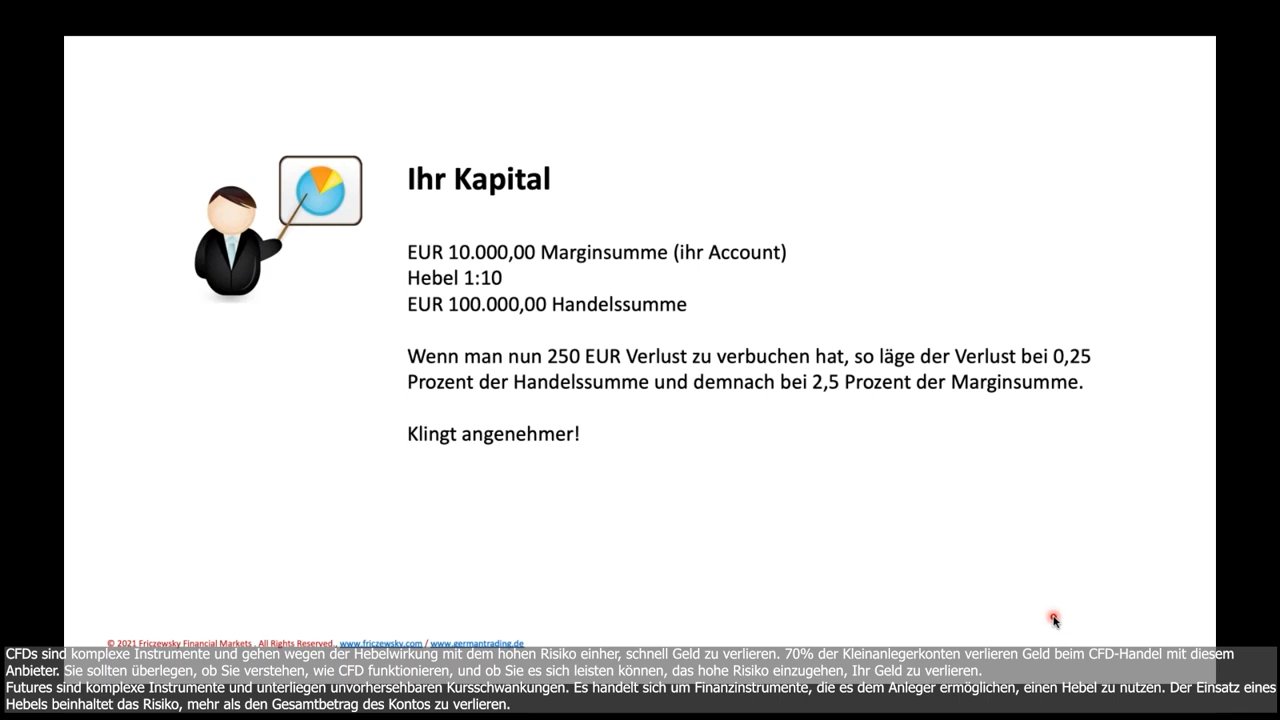 Ihr Kapital
EUR 10.000,00 Marginsumme (ihr Account)
Hebel 1:10
EUR 100.000,00 Handelssumme
Wenn man nun 250 EUR Verlust zu verbuchen hat, so läge der Verlust bei 0,25
Prozent der Handelssumme und demnach bei 2,5 Prozent der Marginsumme.
Klingt angenehmer!
© 2021 Friczewsky Financial Markets . All Rights Reserved . www.friczewsky.com / www.germantrading.de
CFDs sind komplexe Instrumente und gehen wegen der Hebelwirkung mit dem hohen Risiko einher, schnell Geld zu verlieren. 70% der Kleinanlegerkonten verlieren Geld beim CFD-Handel mit diesem
Anbieter. Sie sollten überlegen, ob Sie verstehen, wie CFD funktionieren, und ob Sie es sich leisten können, das hohe Risiko einzugehen, Ihr Geld zu verlieren.
Futures sind komplexe Instrumente und unterliegen unvorhersehbaren Kursschwankungen. Es handelt sich um Finanzinstrumente, die es dem Anleger ermöglichen, einen Hebel zu nutzen. Der Einsatz eines
Hebels beinhaltet das Risiko, mehr als den Gesamtbetrag des Kontos zu verlieren.